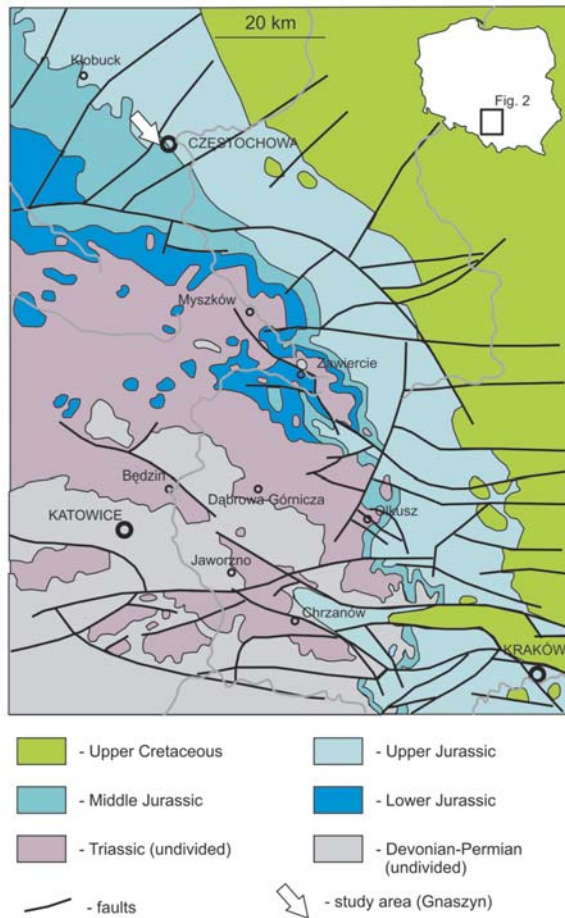 20 km
Fig. 2
Kłobuck
CZĘSTOCHOWA
Myszków
Zawiercie
Będzin
Dąbrowa Górnicza
Olkusz
KATOWICE
Jaworzno
Chrzanów
KRAKÓW
- Upper Cretaceous
- Upper Jurassic
- Middle Jurassic
- Lower Jurassic
- Triassic (undivided)
- Devonian-Permian
(undivided)
- faults
- study area (Gnaszyn)